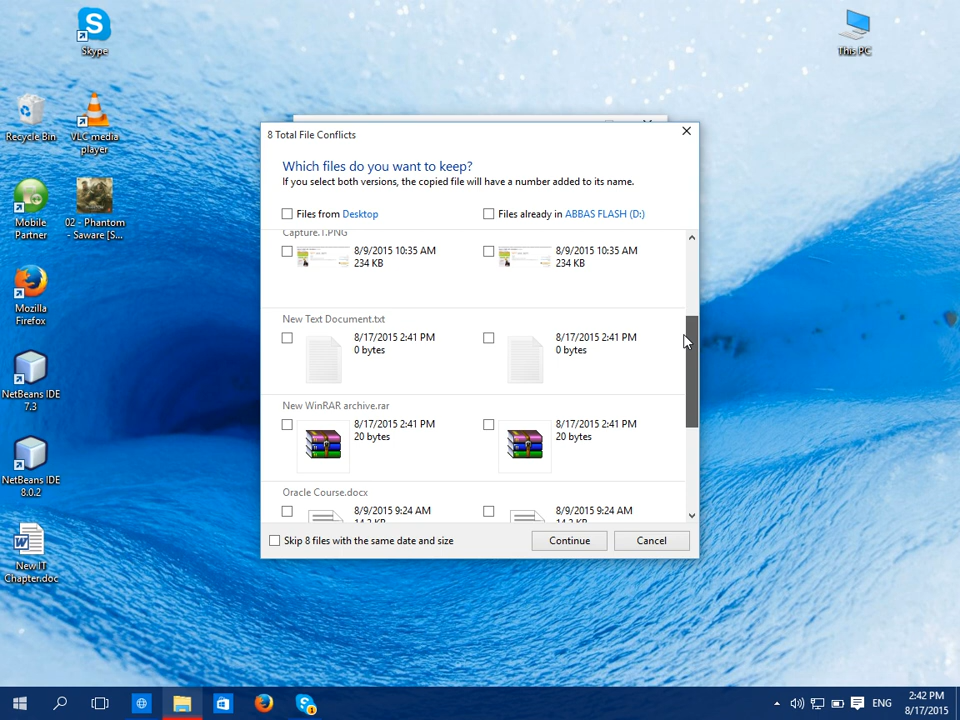 Skype
This PC
Recycle Bin
VLC media
player
Mobile
Partner
02 - Phantom
- Saware [S...
Mozilla
Firefox
NetBeans IDE
7.3
NetBeans IDE
8.0.2
New IT
Chapter.doc
8 Total File Conflicts
Which files do you want to keep?
If you select both versions, the copied file will have a number added to its name.
Files from Desktop
Files already in ABBAS FLASH (D:)
Capture.1.PNG
8/9/2015 10:35 AM
234 KB
8/9/2015 10:35 AM
234 KB
New Text Document.txt
8/17/2015 2:41 PM
0 bytes
8/17/2015 2:41 PM
0 bytes
New WinRAR archive.rar
8/17/2015 2:41 PM
20 bytes
8/17/2015 2:41 PM
20 bytes
Oracle Course.docx
8/9/2015 9:24 AM
14.2 KB
8/9/2015 9:24 AM
14.2 KB
Skip 8 files with the same date and size
Continue
Cancel
1
ENG
2:42 PM
8/17/2015